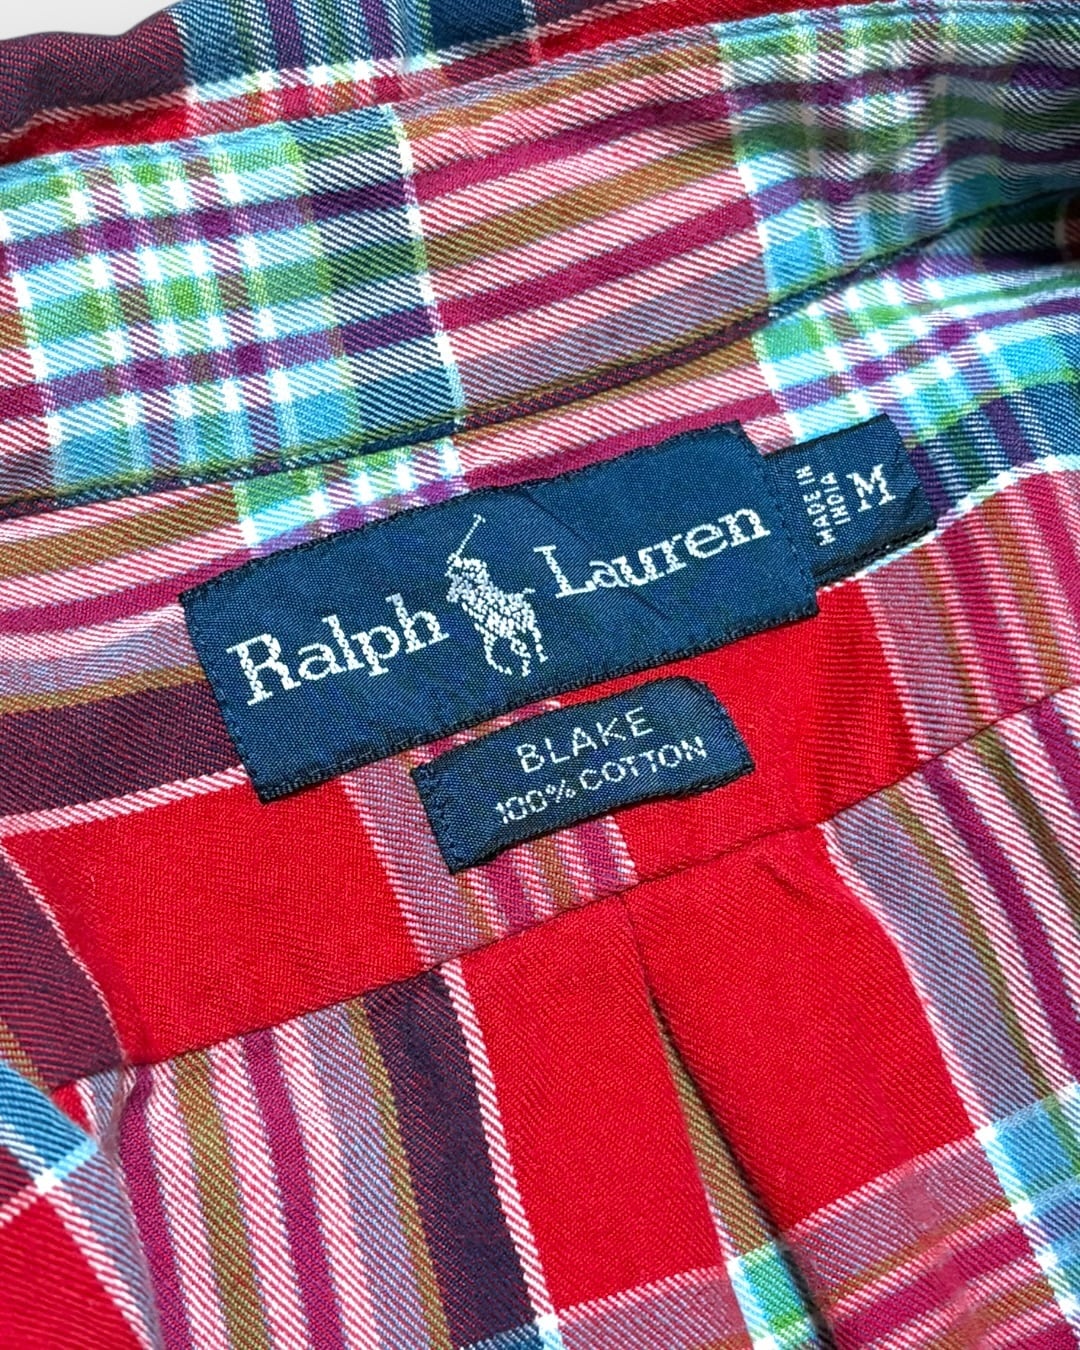 Ralph Lauren
MADE IN
INDIA
M
BLAKE
100% COTTON